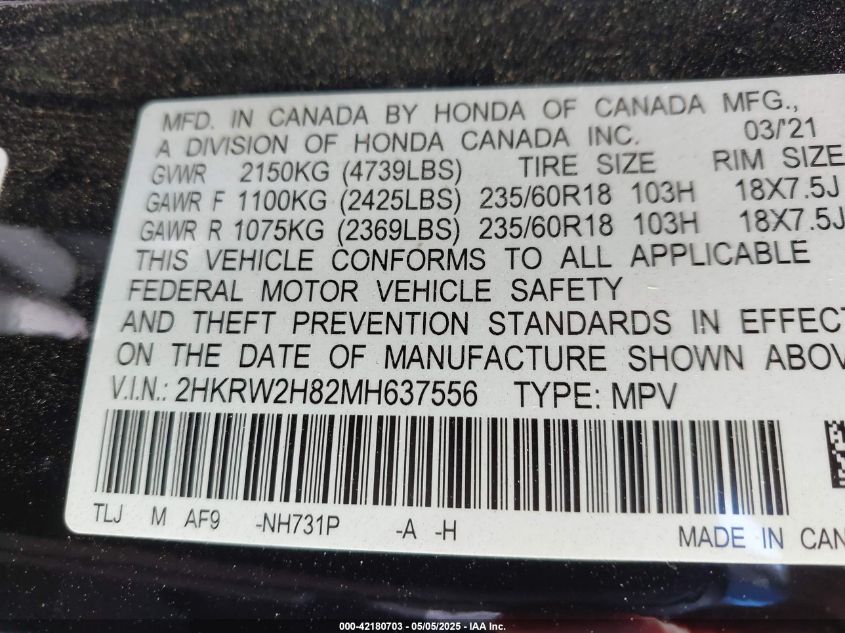 MFD. IN CANADA BY HONDA OF CANADA MFG.,
A DIVISION OF HONDA CANADA INC. 03/'21
GVWR 2150KG (4739LBS) TIRE SIZE RIM SIZE
GAWR F 1100KG (2425LBS) 235/60R18 103H 18X7.5J
GAWR R 1075KG (2369LBS) 235/60R18 103H 18X7.5J
THIS VEHICLE CONFORMS TO ALL APPLICABLE
FEDERAL MOTOR VEHICLE SAFETY
AND THEFT PREVENTION STANDARDS IN EFFECT
ON THE DATE OF MANUFACTURE SHOWN ABOV
V.I.N.: 2HKRW2H82MH637556 TYPE: MPV
TLJ M AF9 -NH731P -A -H MADE IN CAN
000-42180703 - 05/05/2025 - IAA Inc.